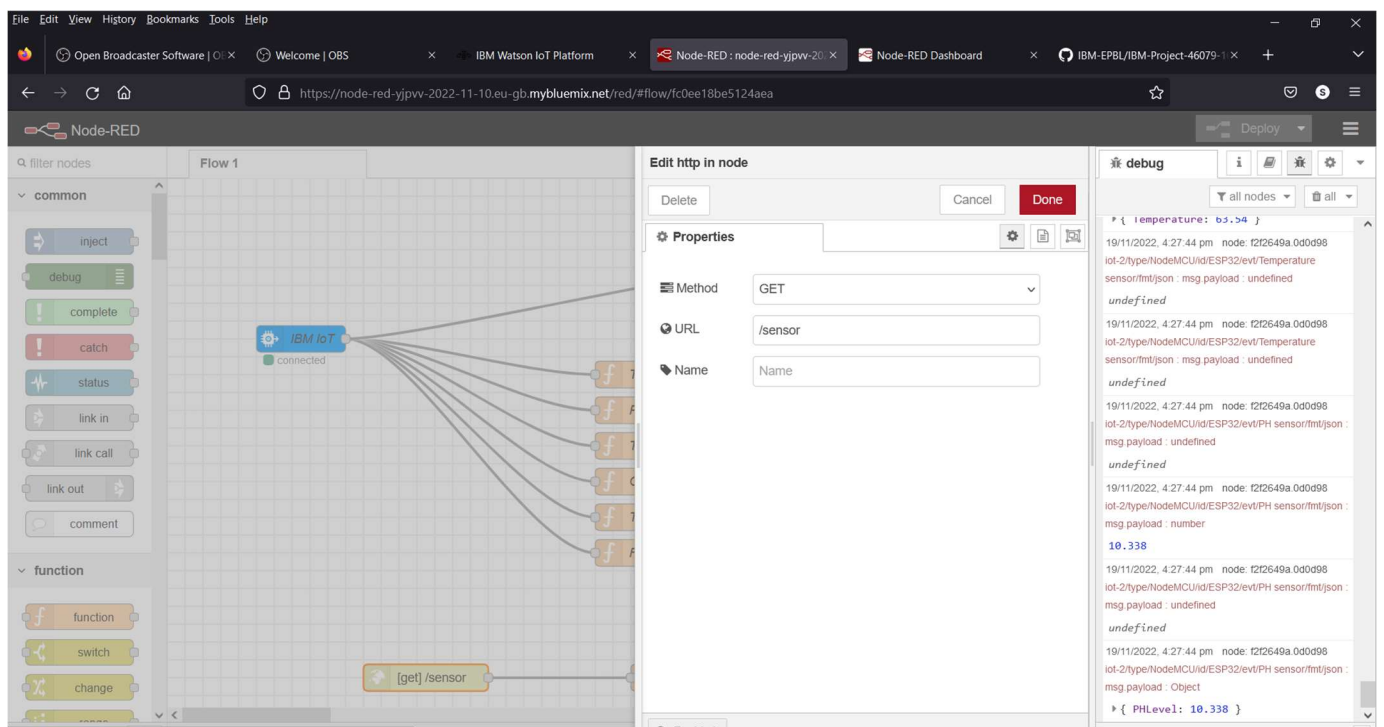 File Edit View History Bookmarks Tools Help
Open Broadcaster Software | OB
Welcome | OBS
IBM Watson IoT Platform
Node-RED : node-red-yjpvv-20
Node-RED Dashboard
IBM-EPBL/IBM-Project-46079-1
https://node-red-yjpvv-2022-11-10.eu-gb.mybluemix.net/red/#flow/fc0ee18be5124aea
S
Node-RED
Deploy
filter nodes
common
inject
debug
complete
catch
status
link in
link call
link out
comment
function
function
switch
change
range
Flow 1
IBM IoT
connected
[get] /sensor
Edit http in node
Delete
Cancel
Done
Properties
Method
GET
URL
/sensor
Name
Name
debug
all nodes
all
{ Temperature: 63.54 }
19/11/2022, 4:27:44 pm node: f2f2649a.0d0d98
iot-2/type/NodeMCU/id/ESP32/evt/Temperature
sensor/fmt/json : msg.payload : undefined
undefined
19/11/2022, 4:27:44 pm node: f2f2649a.0d0d98
iot-2/type/NodeMCU/id/ESP32/evt/Temperature
sensor/fmt/json : msg.payload : undefined
undefined
19/11/2022, 4:27:44 pm node: f2f2649a.0d0d98
iot-2/type/NodeMCU/id/ESP32/evt/PH sensor/fmt/json :
msg.payload : undefined
undefined
19/11/2022, 4:27:44 pm node: f2f2649a.0d0d98
iot-2/type/NodeMCU/id/ESP32/evt/PH sensor/fmt/json :
msg.payload : number
10.338
19/11/2022, 4:27:44 pm node: f2f2649a.0d0d98
iot-2/type/NodeMCU/id/ESP32/evt/PH sensor/fmt/json :
msg.payload : undefined
undefined
19/11/2022, 4:27:44 pm node: f2f2649a.0d0d98
iot-2/type/NodeMCU/id/ESP32/evt/PH sensor/fmt/json :
msg.payload : Object
{ PHLevel: 10.338 }